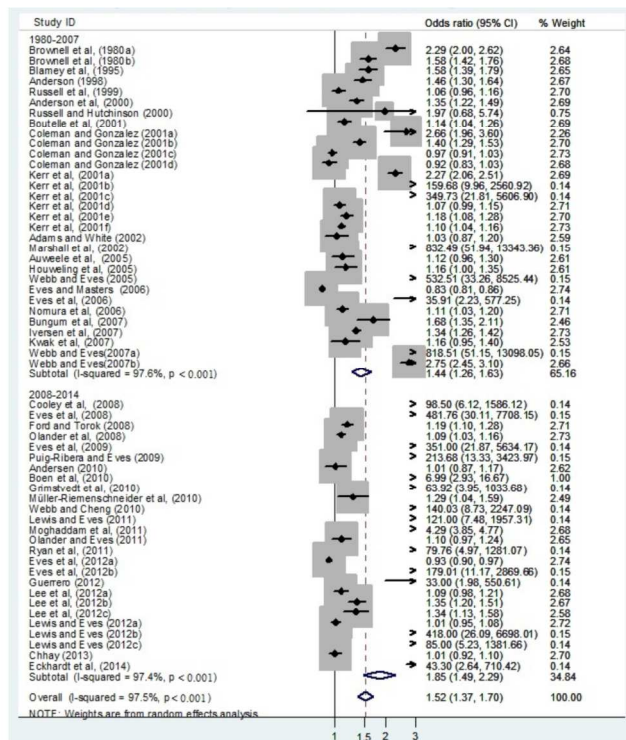 Study ID Odds ratio (95% CI) % Weight
1980-2007
Brownell et al, (1980a) 2.29 (2.00, 2.62) 2.64
Brownell et al, (1980b) 1.58 (1.42, 1.76) 2.68
Blamey et al, (1995) 1.58 (1.39, 1.79) 2.65
Anderson (1998) 1.46 (1.30, 1.64) 2.67
Russell et al, (1999) 1.06 (0.96, 1.16) 2.70
Anderson et al, (2000) 1.35 (1.22, 1.49) 2.69
Russell and Hutchinson (2000) 1.97 (0.68, 5.74) 0.75
Boutelle et al, (2001) 1.14 (1.04, 1.26) 2.69
Coleman and Gonzalez (2001a) 2.66 (1.96, 3.60) 2.26
Coleman and Gonzalez (2001b) 1.40 (1.29, 1.53) 2.70
Coleman and Gonzalez (2001c) 0.97 (0.91, 1.03) 2.73
Coleman and Gonzalez (2001d) 0.92 (0.83, 1.03) 2.68
Kerr et al, (2001a) 2.27 (2.06, 2.51) 2.69
Kerr et al, (2001b) 159.68 (9.96, 2560.92) 0.14
Kerr et al, (2001c) 349.73 (21.81, 5606.90) 0.14
Kerr et al, (2001d) 1.07 (0.99, 1.15) 2.71
Kerr et al, (2001e) 1.18 (1.08, 1.28) 2.70
Kerr et al, (2001f) 1.10 (1.04, 1.16) 2.73
Adams and White (2002) 1.03 (0.87, 1.20) 2.59
Marshall et al, (2002) 832.49 (51.94, 13343.36) 0.15
Auweele et al, (2005) 1.12 (0.96, 1.30) 2.61
Houweling et al, (2005) 1.16 (1.00, 1.35) 2.61
Webb and Eves (2005) 532.51 (33.26, 8525.44) 0.15
Eves and Masters (2006) 0.83 (0.81, 0.86) 2.74
Eves et al, (2006) 35.91 (2.23, 577.25) 0.14
Nomura et al, (2006) 1.11 (1.03, 1.20) 2.71
Bungum et al, (2007) 1.68 (1.35, 2.11) 2.46
Iversen et al, (2007) 1.34 (1.26, 1.42) 2.73
Kwak et al, (2007) 1.16 (0.95, 1.40) 2.53
Webb and Eves(2007a) 818.51 (51.15, 13098.05) 0.15
Webb and Eves(2007b) 2.75 (2.45, 3.10) 2.66
Subtotal (I-squared = 97.6%, p < 0.001) 1.44 (1.26, 1.63) 65.16
2008-2014
Cooley et al, (2008) 98.50 (6.12, 1586.12) 0.14
Eves et al, (2008) 481.76 (30.11, 7708.15) 0.15
Ford and Torok (2008) 1.19 (1.10, 1.28) 2.71
Olander et al, (2008) 1.09 (1.03, 1.16) 2.73
Eves et al, (2009) 351.00 (21.87, 5634.17) 0.14
Puig-Ribera and Eves (2009) 213.68 (13.33, 3423.97) 0.15
Andersen (2010) 1.01 (0.87, 1.17) 2.62
Boen et al, (2010) 6.99 (2.93, 16.67) 1.00
Grimstvedt et al, (2010) 63.92 (3.95, 1033.68) 0.14
Müller-Riemenschneider et al, (2010) 1.29 (1.04, 1.59) 2.49
Webb and Cheng (2010) 140.03 (8.73, 2247.09) 0.14
Lewis and Eves (2011) 121.00 (7.48, 1957.31) 0.14
Moghaddam et al, (2011) 4.29 (3.85, 4.77) 2.68
Olander and Eves (2011) 1.10 (0.97, 1.24) 2.65
Ryan et al, (2011) 79.76 (4.97, 1281.07) 0.14
Eves et al, (2012a) 0.93 (0.90, 0.97) 2.74
Eves et al, (2012b) 179.01 (11.17, 2869.66) 0.15
Guerrero (2012) 33.00 (1.98, 550.61) 0.14
Lee et al, (2012a) 1.09 (0.98, 1.21) 2.68
Lee et al, (2012b) 1.35 (1.20, 1.51) 2.67
Lee et al, (2012c) 1.34 (1.13, 1.58) 2.58
Lewis and Eves (2012a) 1.01 (0.95, 1.08) 2.72
Lewis and Eves (2012b) 418.00 (26.09, 6698.01) 0.15
Lewis and Eves (2012c) 85.00 (5.23, 1381.66) 0.14
Chhay (2013) 1.01 (0.92, 1.10) 2.70
Eckhardt et al, (2014) 43.30 (2.64, 710.42) 0.14
Subtotal (I-squared = 97.4%, p < 0.001) 1.85 (1.49, 2.29) 34.84
Overall (I-squared = 97.5%, p < 0.001) 1.52 (1.37, 1.70) 100.00
NOTE: Weights are from random effects analysis
1 1.5 2 3